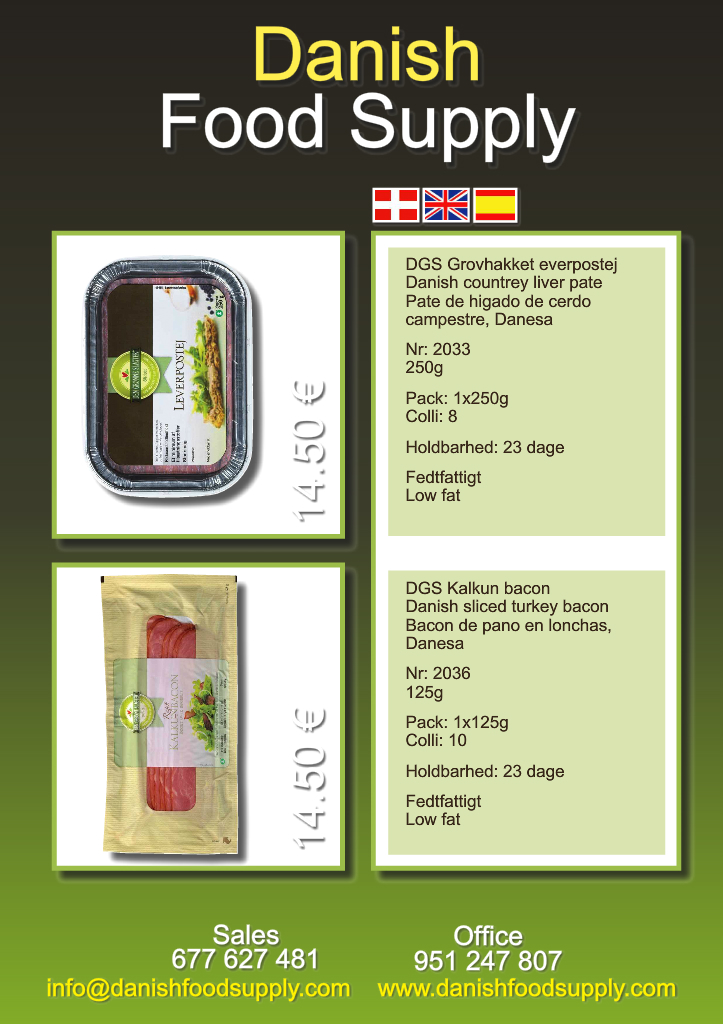 Danish
Food Supply
LEVERPOSTEJ
14.50 €
DGS Grovhakket everpostej
Danish countrey liver pate
Pate de higado de cerdo
campestre, Danesa
Nr: 2033
250g
Pack: 1x250g
Colli: 8
Holdbarhed: 23 dage
Fedtfattigt
Low fat
KALKUNBACON
14.50 €
DGS Kalkun bacon
Danish sliced turkey bacon
Bacon de pano en lonchas,
Danesa
Nr: 2036
125g
Pack: 1x125g
Colli: 10
Holdbarhed: 23 dage
Fedtfattigt
Low fat
Sales
677 627 481
info@danishfoodsupply.com
Office
951 247 807
www.danishfoodsupply.com